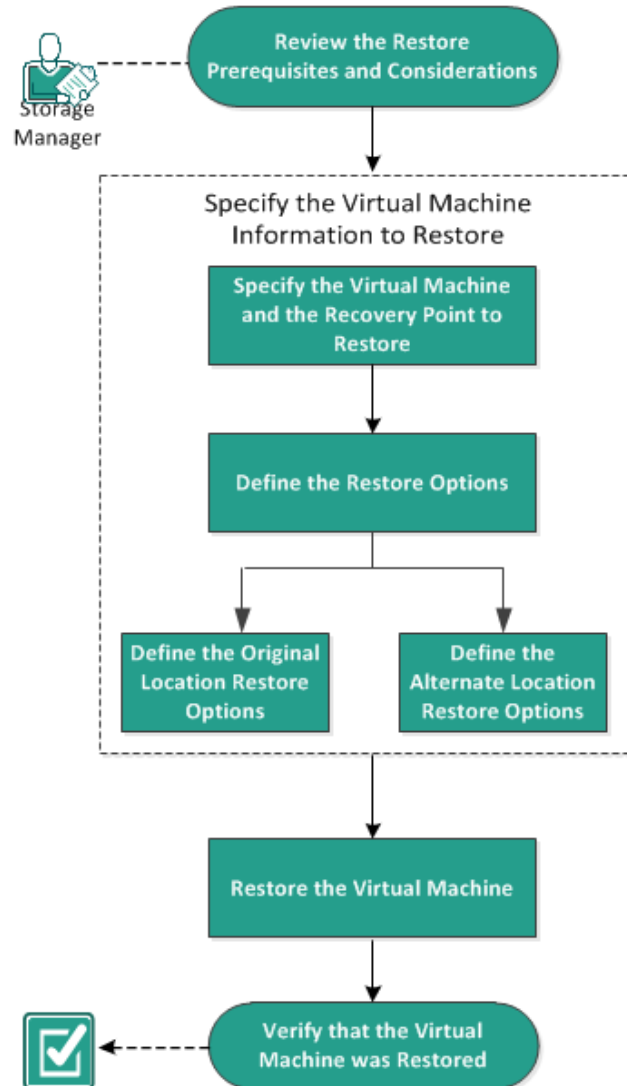 Review the Restore
Prerequisites and Considerations
Storage
Manager
Specify the Virtual Machine
Information to Restore
Specify the Virtual Machine
and the Recovery Point to
Restore
Define the Restore Options
Define the Original
Location Restore
Options
Define the
Alternate Location
Restore Options
Restore the Virtual Machine
Verify that the Virtual
Machine was Restored